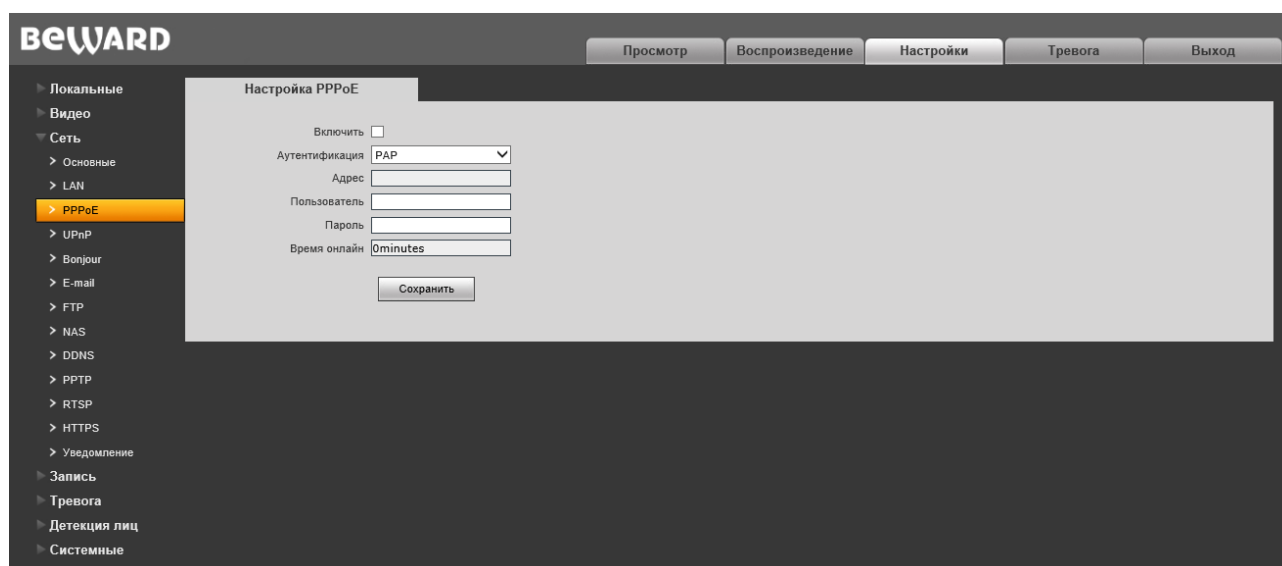 BEWARD
Просмотр Воспроизведение Настройки Тревога Выход
Локальные
Видео
Сеть
Основные
LAN
PPPoE
UPnP
Bonjour
E-mail
FTP
NAS
DDNS
PPTP
RTSP
HTTPS
Уведомление
Запись
Тревога
Детекция лиц
Системные
Настройка PPPoE
Включить
Аутентификация PAP
Адрес
Пользователь
Пароль
Время онлайн 0minutes
Сохранить